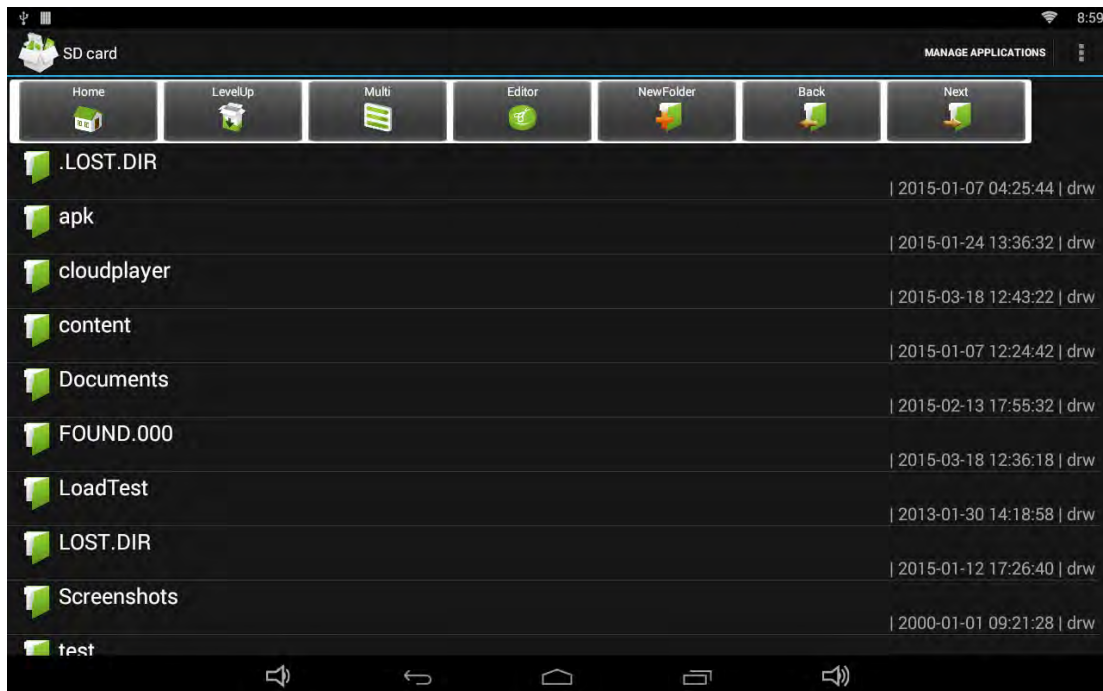 8:59
SD card
MANAGE APPLICATIONS
Home LevelUp Multi Editor NewFolder Back Next
.LOST.DIR
| 2015-01-07 04:25:44 | drw
apk
| 2015-01-24 13:36:32 | drw
cloudplayer
| 2015-03-18 12:43:22 | drw
content
| 2015-01-07 12:24:42 | drw
Documents
| 2015-02-13 17:55:32 | drw
FOUND.000
| 2015-03-18 12:36:18 | drw
LoadTest
| 2013-01-30 14:18:58 | drw
LOST.DIR
| 2015-01-12 17:26:40 | drw
Screenshots
| 2000-01-01 09:21:28 | drw
test